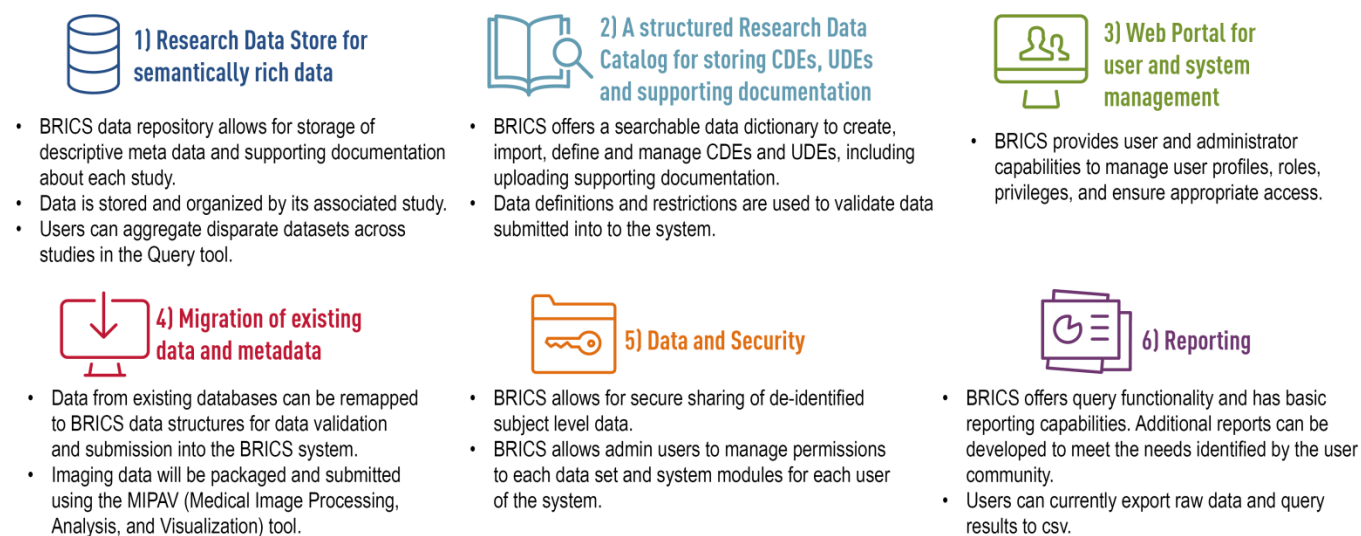 1) Research Data Store for
semantically rich data
• BRICS data repository allows for storage of
descriptive meta data and supporting documentation
about each study.
• Data is stored and organized by its associated study.
• Users can aggregate disparate datasets across
studies in the Query tool.
2) A structured Research Data
Catalog for storing CDEs, UDEs
and supporting documentation
• BRICS offers a searchable data dictionary to create,
import, define and manage CDEs and UDEs, including
uploading supporting documentation.
• Data definitions and restrictions are used to validate data
submitted into to the system.
3) Web Portal for
user and system
management
• BRICS provides user and administrator
capabilities to manage user profiles, roles,
privileges, and ensure appropriate access.
4) Migration of existing
data and metadata
• Data from existing databases can be remapped
to BRICS data structures for data validation
and submission into the BRICS system.
• Imaging data will be packaged and submitted
using the MIPAV (Medical Image Processing,
Analysis, and Visualization) tool.
5) Data and Security
• BRICS allows for secure sharing of de-identified
subject level data.
• BRICS allows admin users to manage permissions
to each data set and system modules for each user
of the system.
6) Reporting
• BRICS offers query functionality and has basic
reporting capabilities. Additional reports can be
developed to meet the needs identified by the user
community.
• Users can currently export raw data and query
results to csv.